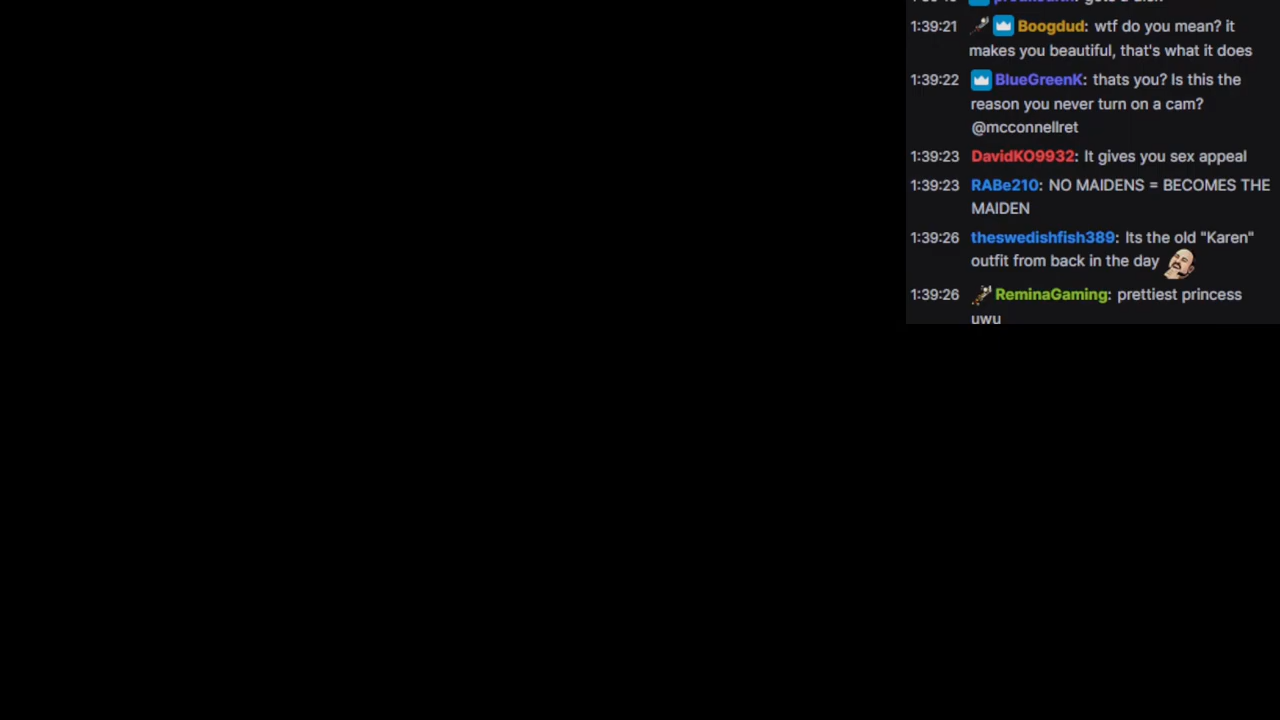 1:39:21 Boogdud: wtf do you mean? it
makes you beautiful, that's what it does
1:39:22 BlueGreenK: thats you? Is this the
reason you never turn on a cam?
@mcconnellret
1:39:23 DavidKO9932: It gives you sex appeal
1:39:23 RABe210: NO MAIDENS = BECOMES THE
MAIDEN
1:39:26 theswedishfish389: Its the old "Karen"
outfit from back in the day
1:39:26 ReminaGaming: prettiest princess
uwu